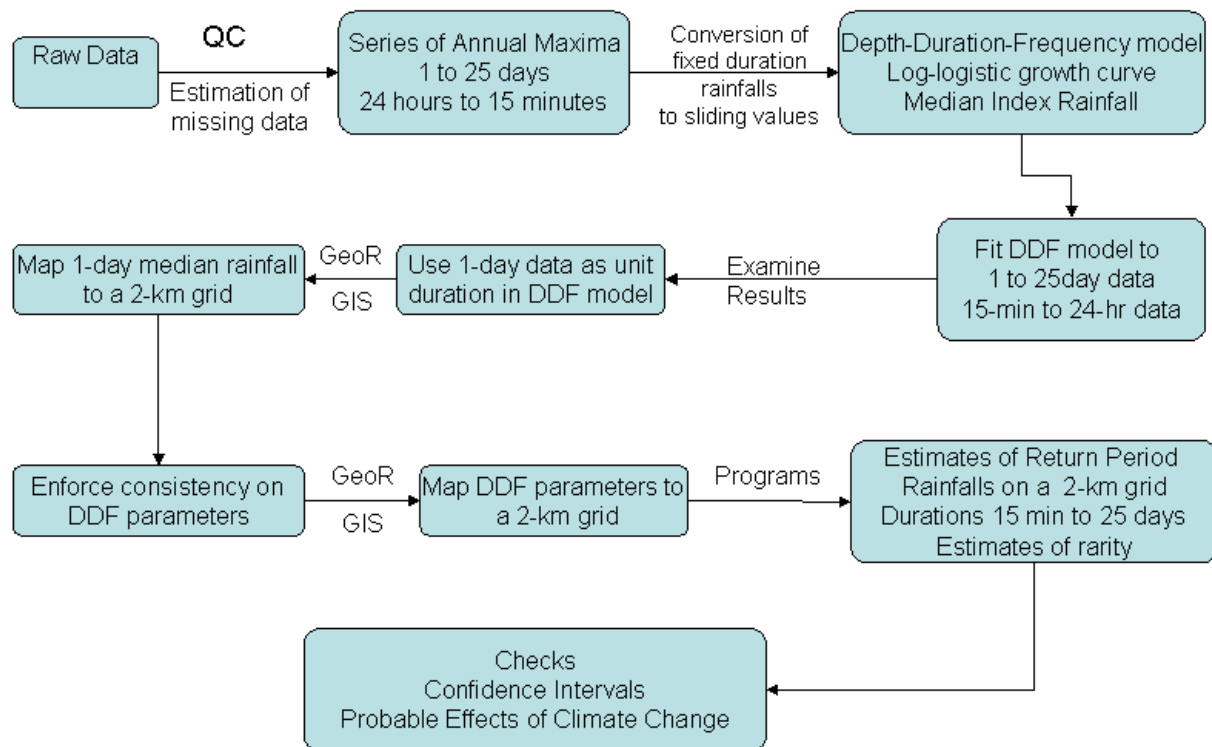 Raw Data
QC
Estimation of
missing data
Series of Annual Maxima
1 to 25 days
24 hours to 15 minutes
Conversion of
fixed duration
rainfalls
to sliding values
Depth-Duration-Frequency model
Log-logistic growth curve
Median Index Rainfall
Fit DDF model to
1 to 25day data
15-min to 24-hr data
Examine
Results
Use 1-day data as unit
duration in DDF model
GeoR
GIS
Map 1-day median rainfall
to a 2-km grid
Enforce consistency on
DDF parameters
GeoR
GIS
Map DDF parameters to
a 2-km grid
Programs
Estimates of Return Period
Rainfalls on a 2-km grid
Durations 15 min to 25 days
Estimates of rarity
Checks
Confidence Intervals
Probable Effects of Climate Change